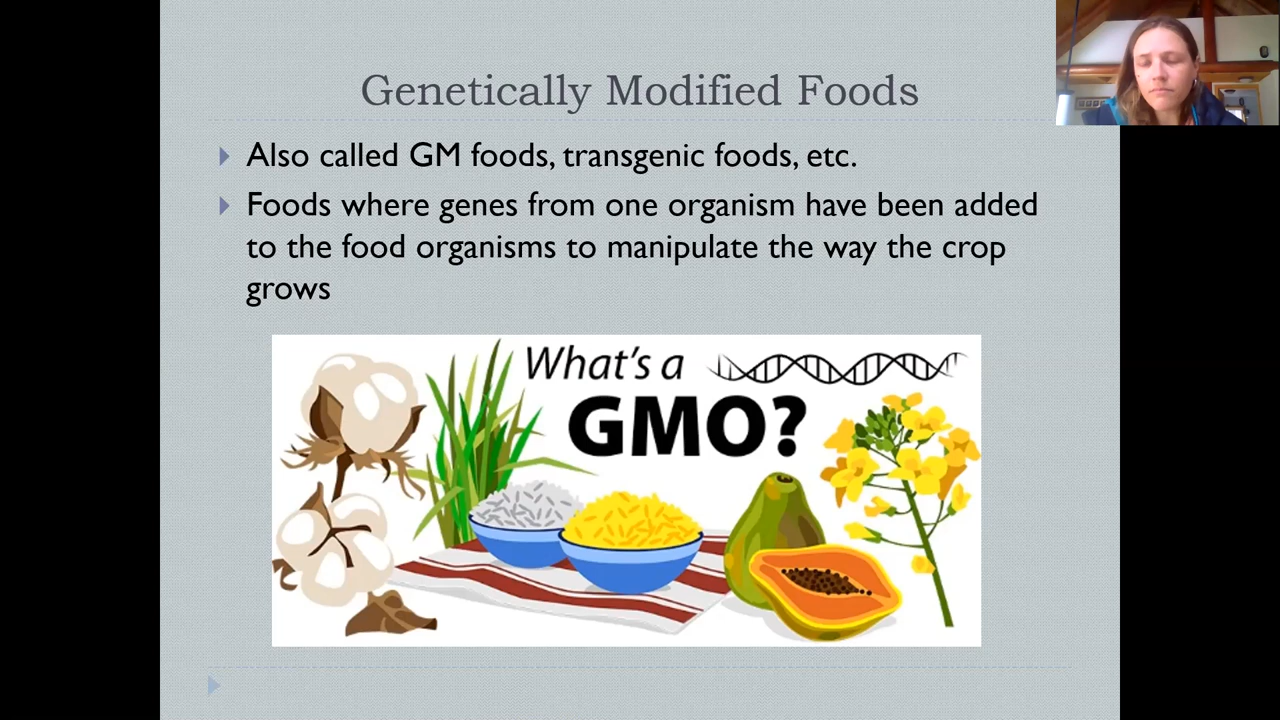 Genetically Modified Foods
Also called GM foods, transgenic foods, etc.
Foods where genes from one organism have been added
to the food organisms to manipulate the way the crop
grows
What's a
GMO?